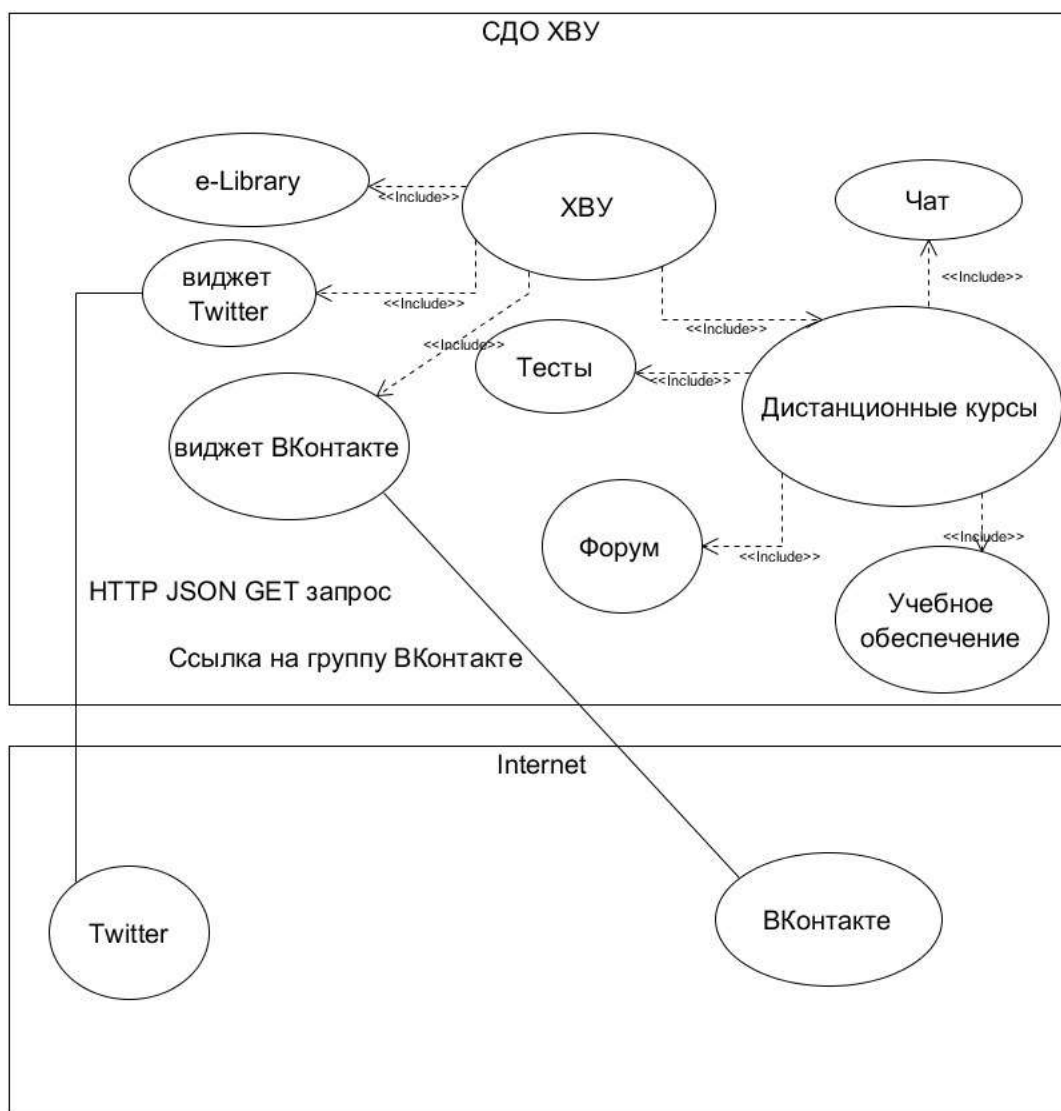 СДО ХВУ
e-Library
<<Include>>
ХВУ
Чат
виджет
Twitter
<<Include>>
<<Include>>
<<Include>>
<<Include>>
Тесты
<<Include>>
Дистанционные курсы
виджет ВКонтакте
Форум
<<Include>>
<<Include>>
HTTP JSON GET запрос
Учебное
обеспечение
Ссылка на группу ВКонтакте
Internet
Twitter
ВКонтакте